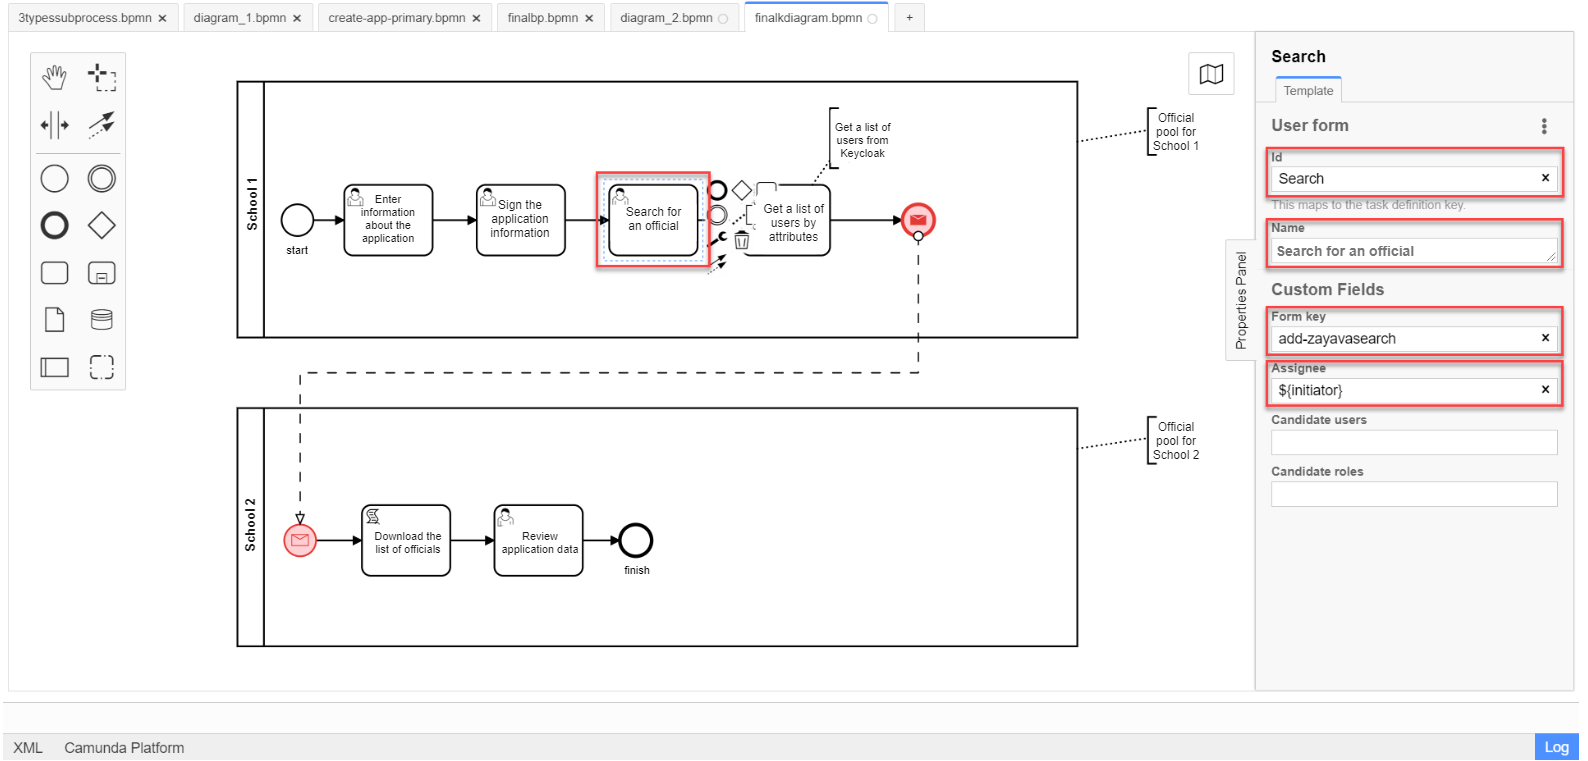 3typessubprocess.bpmn ×
diagram_1.bpmn ×
create-app-primary.bpmn ×
finalbp.bpmn ×
diagram_2.bpmn
finalkdiagram.bpmn
+
School 1
start
Enter
information
about the
application
Sign the
application
information
Search for
an official
Get a list of
users by
attributes
Get a list of
users from
Keycloak
Official
pool for
School 1
School 2
Download the
list of officials
Review
application data
finish
Official
pool for
School 2
Properties Panel
Search
Template
User form
Id
Search ×
This maps to the task definition key.
Name
Search for an official
Custom Fields
Form key
add-zayavasearch ×
Assignee
${initiator} ×
Candidate users
Candidate roles
XML Camunda Platform
Log